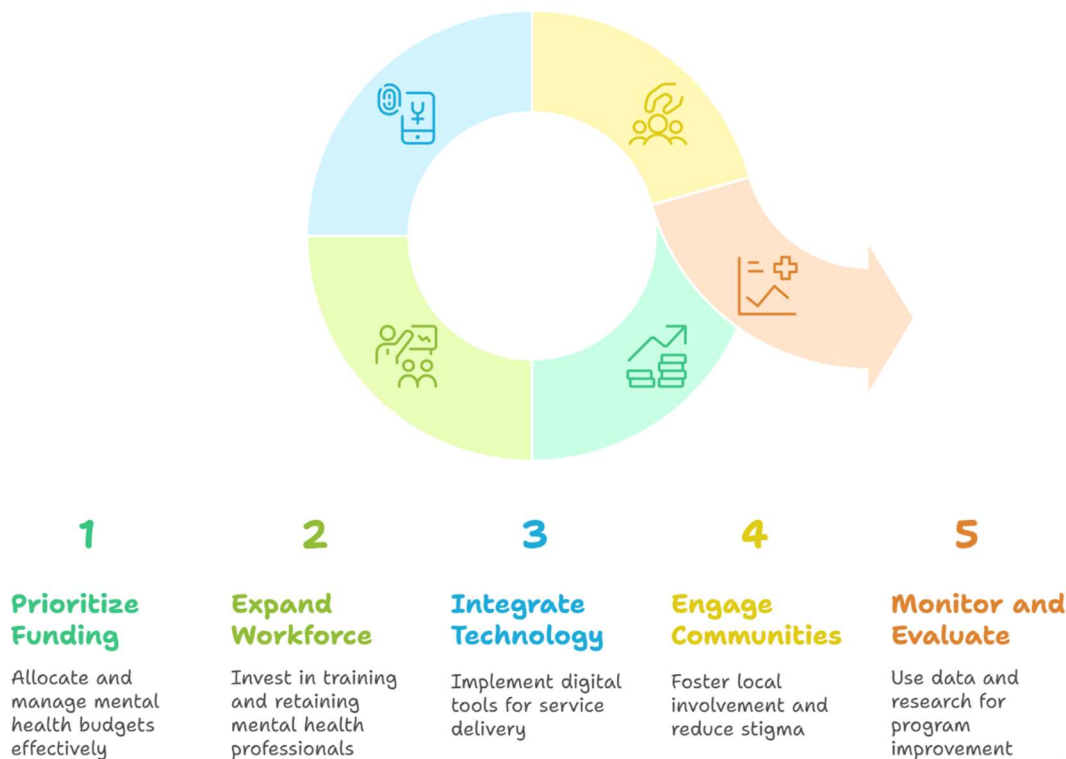 1
Prioritize
Funding
Allocate and
manage mental
health budgets
effectively
2
Expand
Workforce
Invest in training
and retaining
mental health
professionals
3
Integrate
Technology
Implement digital
tools for service
delivery
4
Engage
Communities
Foster local
involvement and
reduce stigma
5
Monitor and
Evaluate
Use data and
research for
program
improvement